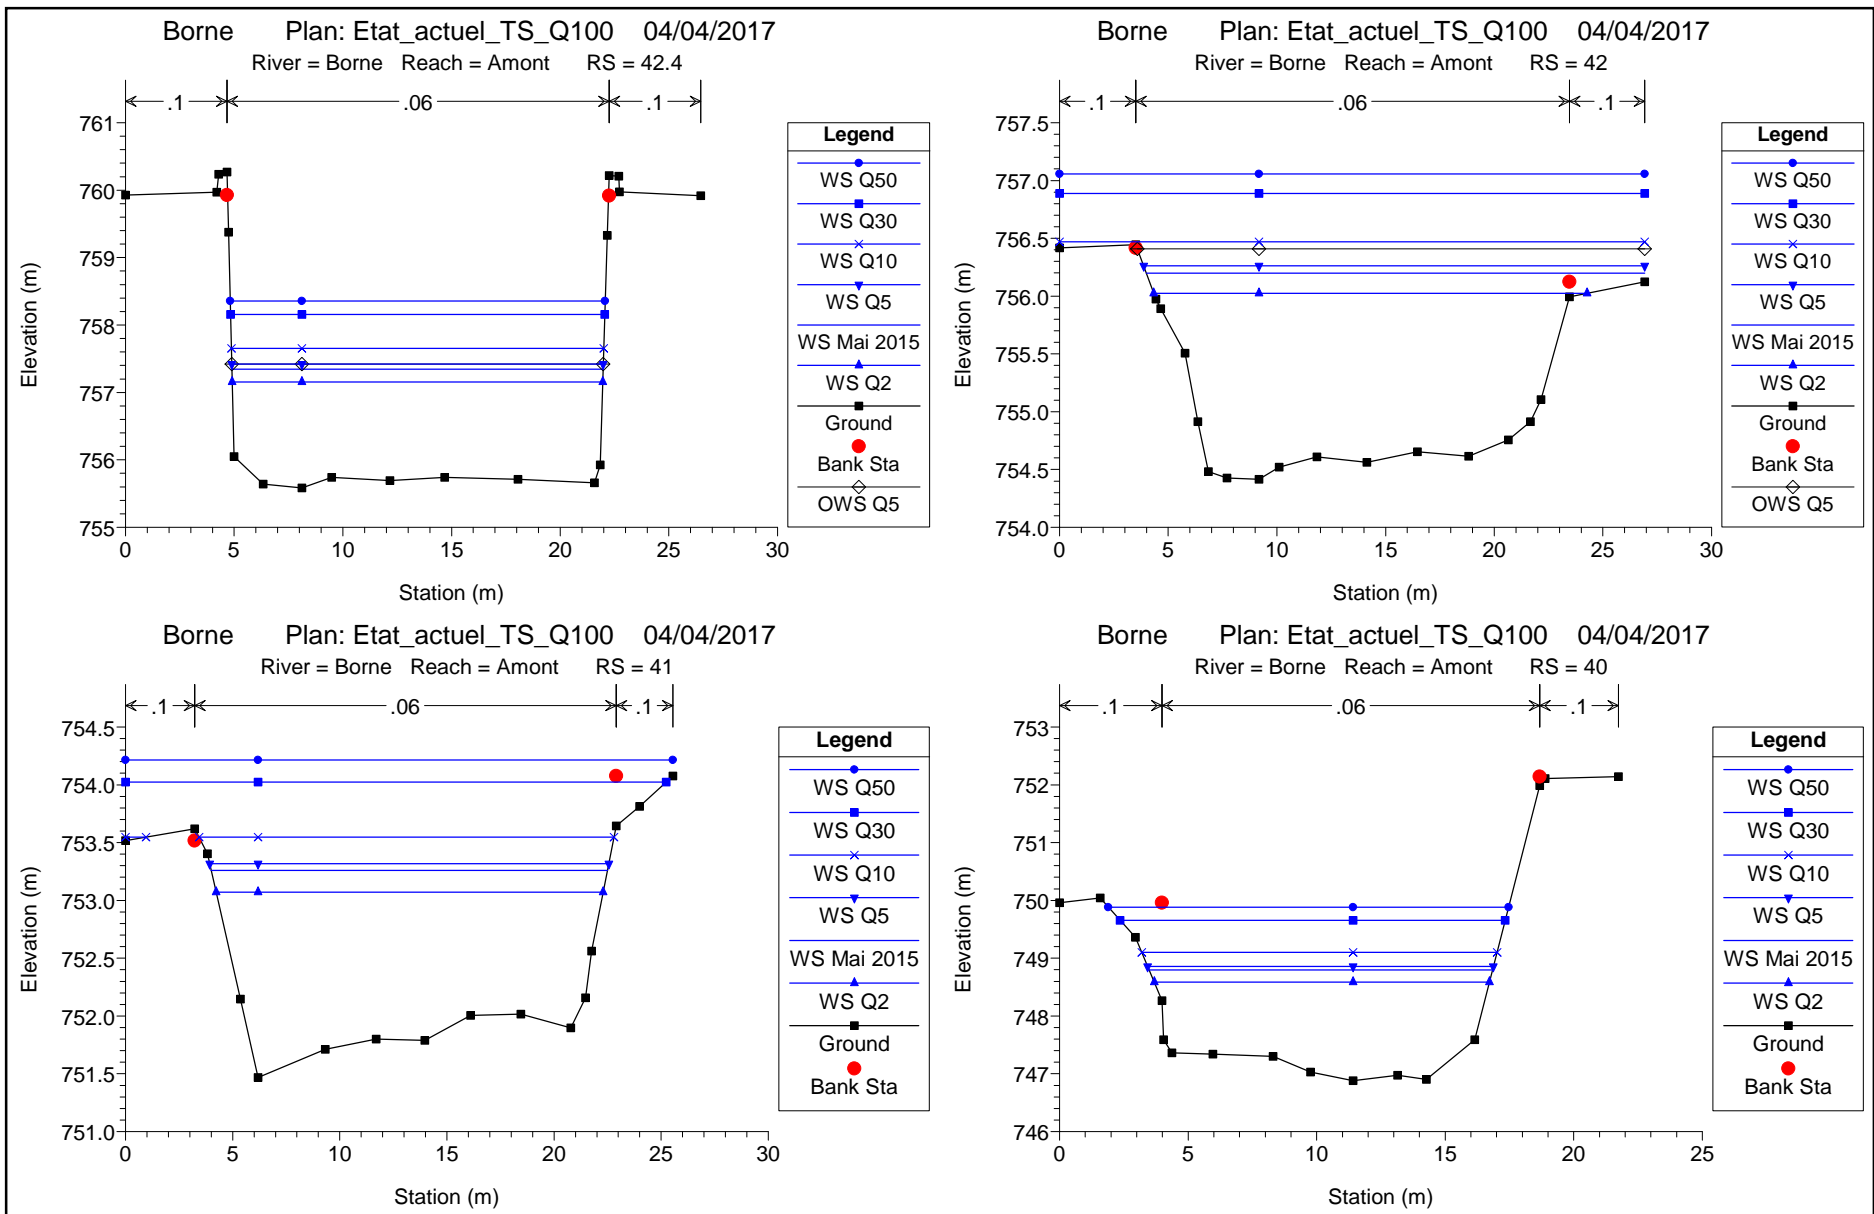 Borne Plan: Etat_actuel_TS_Q100 04/04/2017
River = Borne Reach = Amont RS = 42.4
.1 .06 .1
761
760
759
758
757
756
755
Elevation (m)
0 5 10 15 20 25 30
Station (m)
Legend
WS Q50
WS Q30
WS Q10
WS Q5
WS Mai 2015
WS Q2
Ground
Bank Sta
OWS Q5
Borne Plan: Etat_actuel_TS_Q100 04/04/2017
River = Borne Reach = Amont RS = 42
.1 .06 .1
757.5
757.0
756.5
756.0
755.5
755.0
754.5
754.0
Elevation (m)
0 5 10 15 20 25 30
Station (m)
Legend
WS Q50
WS Q30
WS Q10
WS Q5
WS Mai 2015
WS Q2
Ground
Bank Sta
OWS Q5
Borne Plan: Etat_actuel_TS_Q100 04/04/2017
River = Borne Reach = Amont RS = 41
.1 .06 .1
754.5
754.0
753.5
753.0
752.5
752.0
751.5
751.0
Elevation (m)
0 5 10 15 20 25 30
Station (m)
Legend
WS Q50
WS Q30
WS Q10
WS Q5
WS Mai 2015
WS Q2
Ground
Bank Sta
Borne Plan: Etat_actuel_TS_Q100 04/04/2017
River = Borne Reach = Amont RS = 40
.1 .06 .1
753
752
751
750
749
748
747
746
Elevation (m)
0 5 10 15 20 25
Station (m)
Legend
WS Q50
WS Q30
WS Q10
WS Q5
WS Mai 2015
WS Q2
Ground
Bank Sta